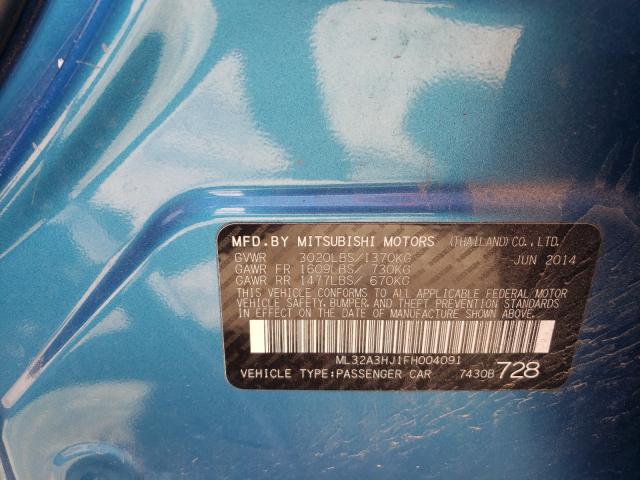 MFD.BY MITSUBISHI MOTORS (THAILAND)CO.,LTD.
GVWR 3020LBS/1370KG JUN 2014
GAWR FR 1609LBS/ 730KG
GAWR RR 1477LBS/ 670KG
THIS VEHICLE CONFORMS TO ALL APPLICABLE FEDERAL MOTOR
VEHICLE SAFETY, BUMPER, AND THEFT PREVENTION STANDARDS
IN EFFECT ON THE DATE OF MANUFACTURE SHOWN ABOVE.
ML32A3HJ1FH004091
VEHICLE TYPE:PASSENGER CAR 7430B 728